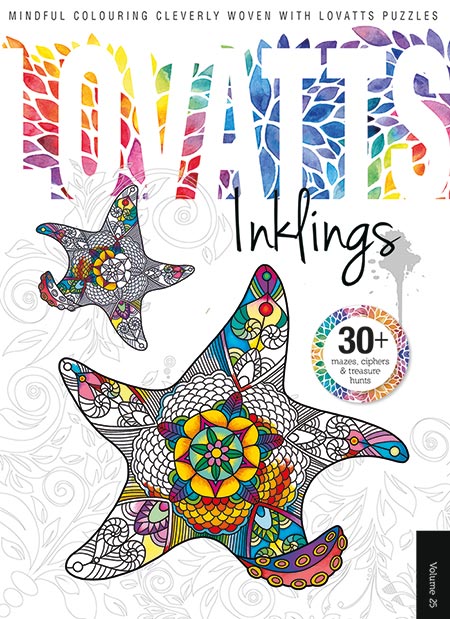 MINDFUL COLOURING CLEVERLY WOVEN WITH LOVATTS PUZZLES
LOVATTS
Inklings
30+
mazes, ciphers
& treasure
hunts
Volume 25